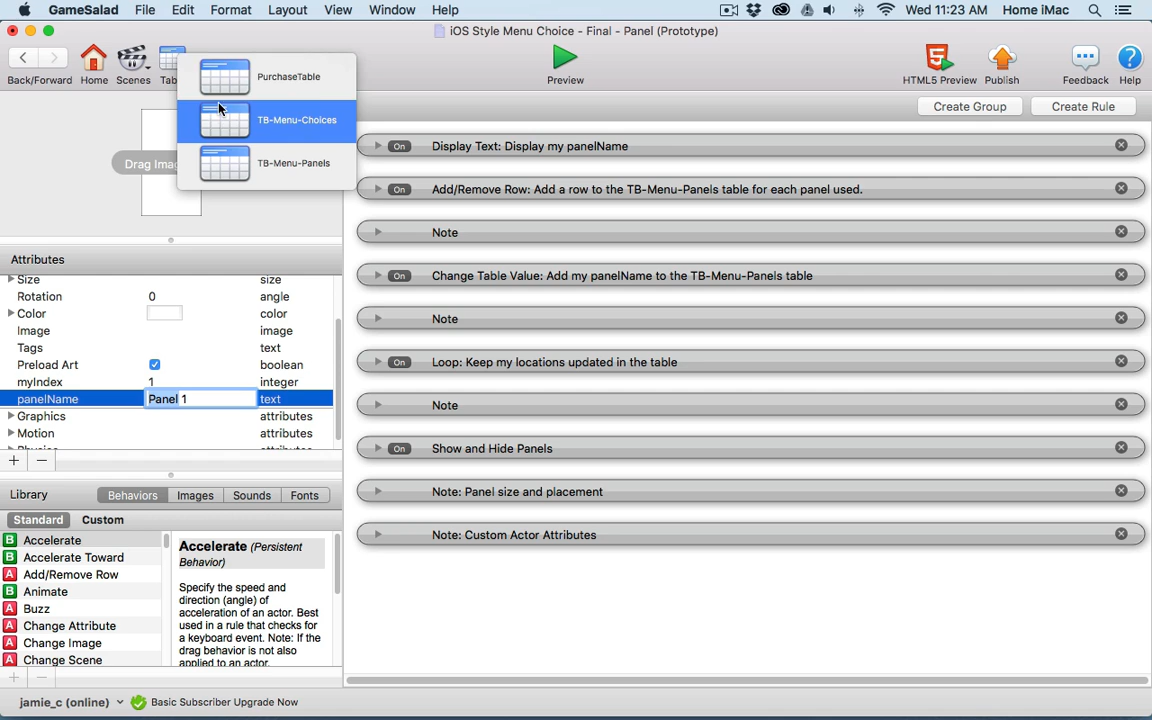 GameSalad File Edit Format Layout View Window Help Wed 11:23 AM Home iMac
iOS Style Menu Choice - Final - Panel (Prototype)
Back/Forward Home Scenes Preview HTML5 Preview Publish Feedback Help
PurchaseTable
TB-Menu-Choices
TB-Menu-Panels
Create Group Create Rule
On Display Text: Display my panelName
On Add/Remove Row: Add a row to the TB-Menu-Panels table for each panel used.
Note
On Change Table Value: Add my panelName to the TB-Menu-Panels table
Note
On Loop: Keep my locations updated in the table
Note
On Show and Hide Panels
Note: Panel size and placement
Note: Custom Actor Attributes
Attributes
Size size
Rotation 0 angle
Color color
Image image
Tags text
Preload Art boolean
myIndex 1 integer
panelName Panel 1 text
Graphics attributes
Motion attributes
+ −
Library Behaviors Images Sounds Fonts
Standard Custom
B Accelerate
B Accelerate Toward
A Add/Remove Row
B Animate
A Buzz
A Change Attribute
A Change Image
A Change Scene
Accelerate (Persistent
Behavior)
Specify the speed and
direction (angle) of
acceleration of an actor. Best
used in a rule that checks for
a keyboard event. Note: If the
drag behavior is not also
applied to an actor,
+ −
jamie_c (online) Basic Subscriber Upgrade Now